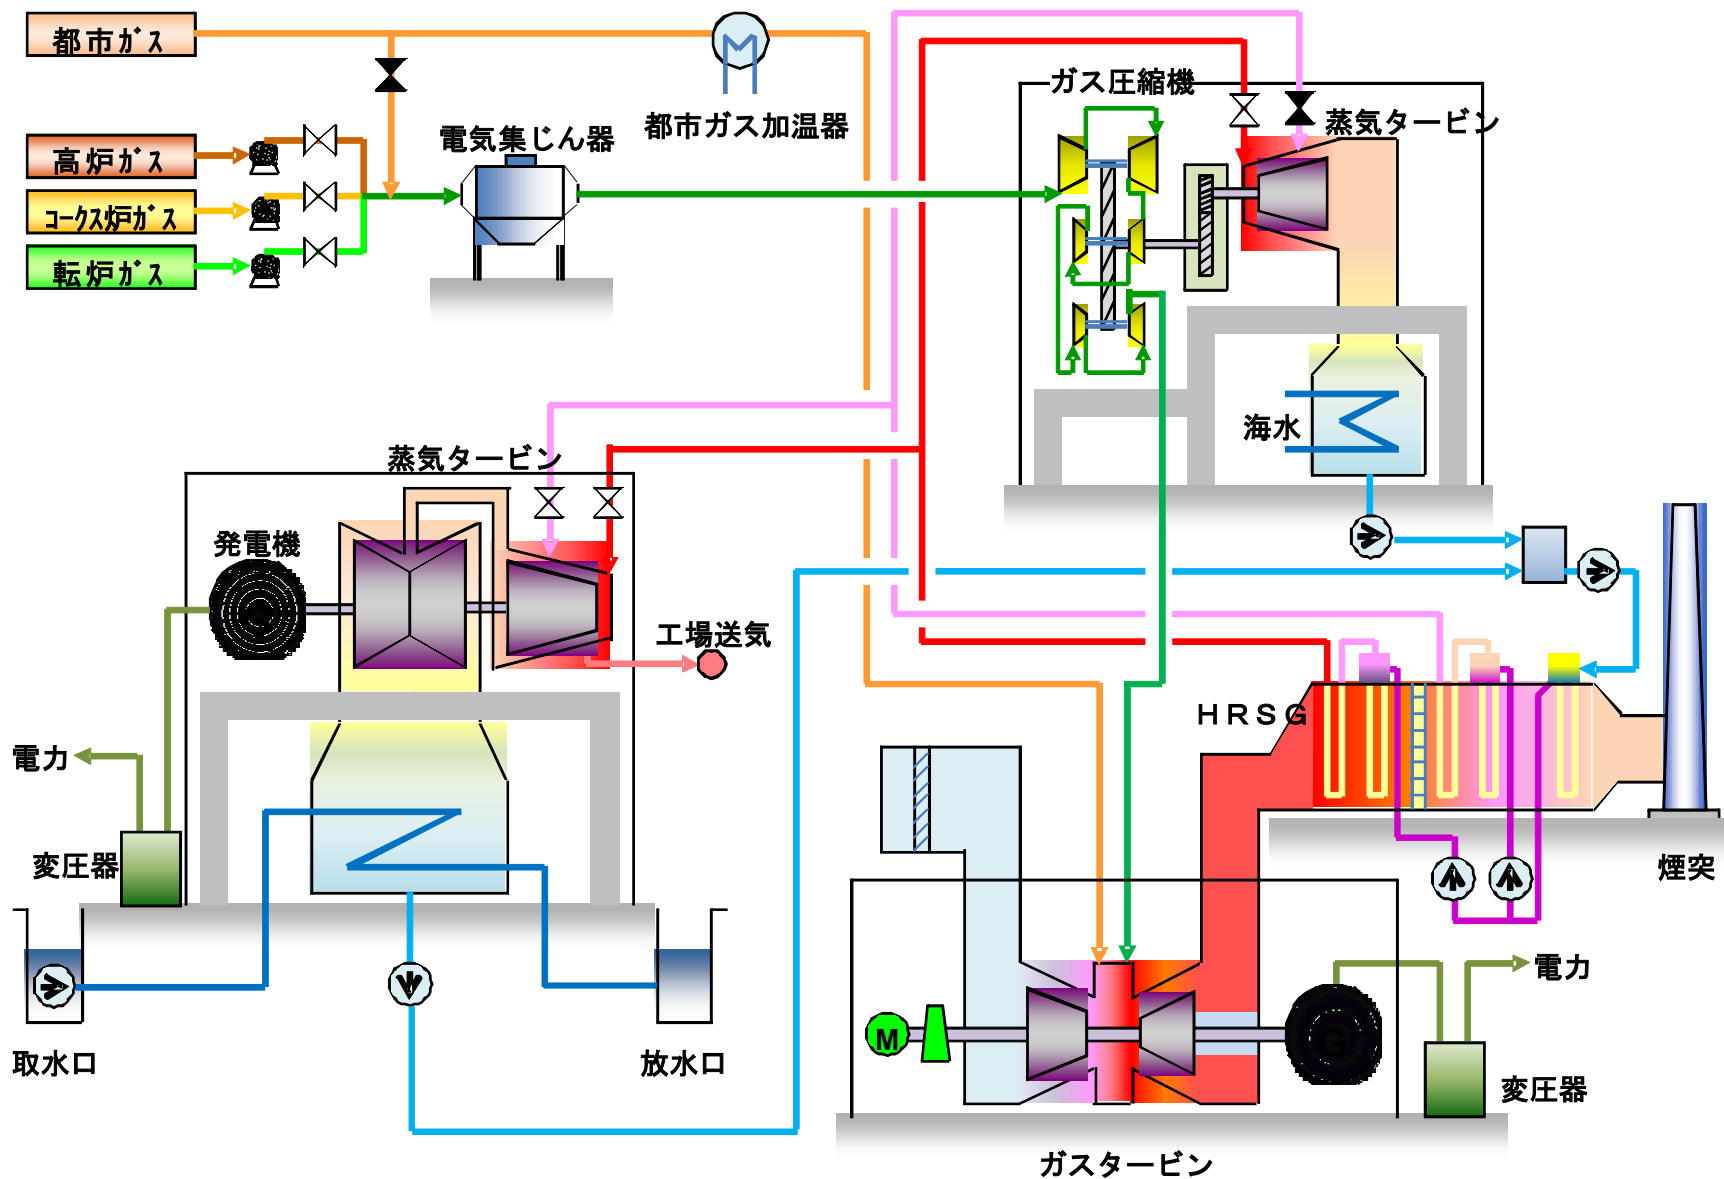 都市ｶﾞｽ
高炉ｶﾞｽ
ｺｰｸｽ炉ｶﾞｽ
転炉ｶﾞｽ
電気集じん器
都市ガス加温器
ガス圧縮機
蒸気タービン
海水
蒸気タービン
発電機
工場送気
電力
変圧器
取水口
放水口
HRSG
煙突
M
G
電力
変圧器
ガスタービン